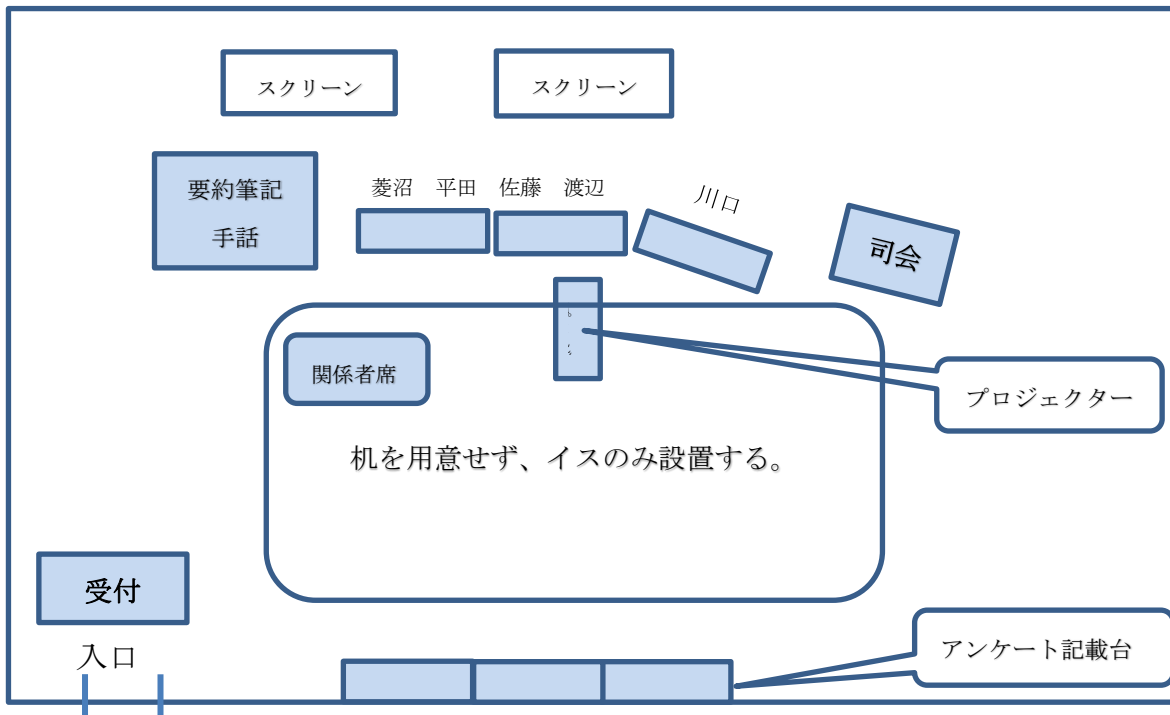 スクリーン
スクリーン
要約筆記
手話
菱沼 平田 佐藤 渡辺
川口
司会
関係者席
プロジェクター
机を用意せず、イスのみ設置する。
受付
入口
アンケート記載台